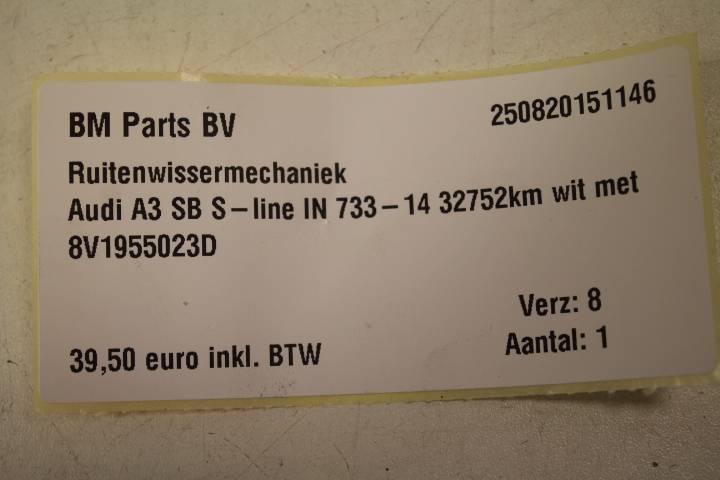 BM Parts BV
250820151146
Ruitenwissermechaniek
Audi A3 SB S-line IN 733-14 32752km wit met
8V1955023D
Verz: 8
39,50 euro inkl. BTW
Aantal: 1